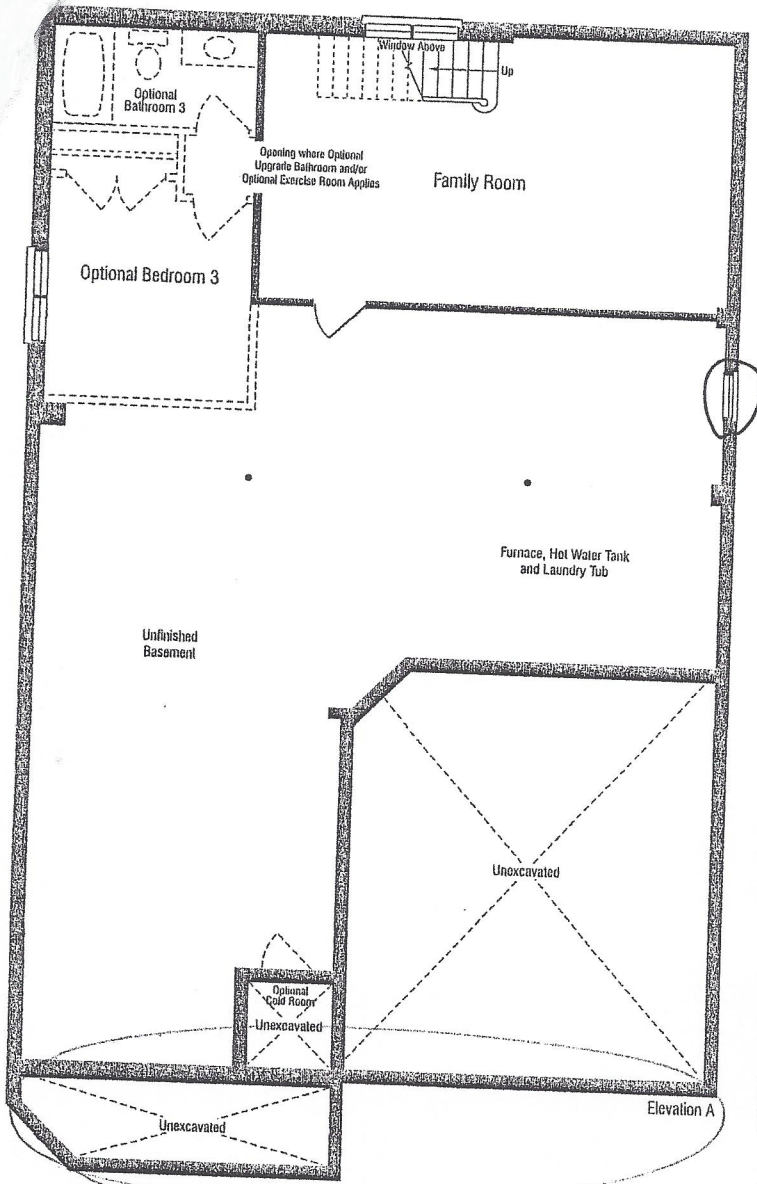 Window Above
Up
Optional
Bathroom 3
Opening where Optional
Upgrade Bathroom and/or
Optional Exercise Room Applies
Family Room
Optional Bedroom 3
Furnace, Hot Water Tank
and Laundry Tub
Unfinished
Basement
Unexcavated
Optional
Cold Room
Unexcavated
Elevation A
Unexcavated